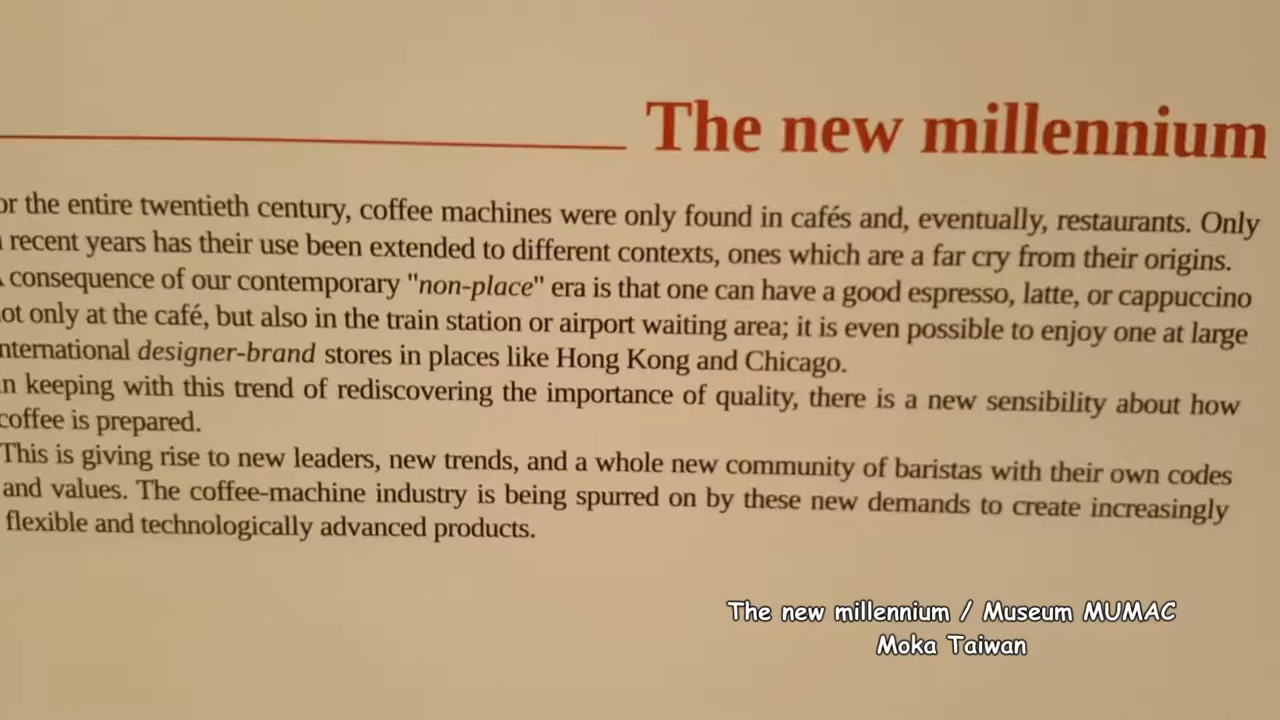 The new millennium
or the entire twentieth century, coffee machines were only found in cafés and, eventually, restaurants. Only
recent years has their use been extended to different contexts, ones which are a far cry from their origins.
consequence of our contemporary "non-place" era is that one can have a good espresso, latte, or cappuccino
ot only at the café, but also in the train station or airport waiting area; it is even possible to enjoy one at large
nternational designer-brand stores in places like Hong Kong and Chicago.
n keeping with this trend of rediscovering the importance of quality, there is a new sensibility about how
coffee is prepared.
This is giving rise to new leaders, new trends, and a whole new community of baristas with their own codes
and values. The coffee-machine industry is being spurred on by these new demands to create increasingly
flexible and technologically advanced products.
The new millennium / Museum MUMAC
Moka Taiwan